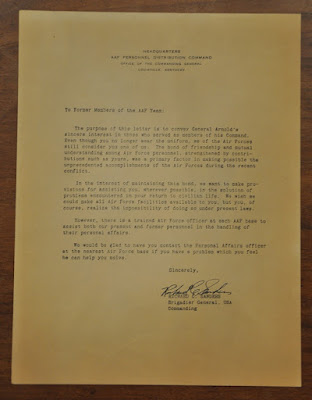 HEADQUARTERS
AAF PERSONNEL DISTRIBUTION COMMAND
OFFICE OF THE COMMANDING GENERAL
LOUISVILLE, KENTUCKY
To Former Members of the AAF Team:
The purpose of this letter is to convey General Arnold's
sincere interest in those who served as members of his Command.
Even though you no longer wear the uniform, we of the Air Forces
still consider you one of us. The bond of friendship and mutual
understanding among Air Force personnel, strengthened by contri-
butions such as yours, was a primary factor in making possible the
unprecedented accomplishments of the Air Forces during the recent
conflict.
In the interest of maintaining this bond, we want to make pro-
vision for assisting you, wherever possible, in the solution of
problems encountered in your return to civilian life. We wish we
could make all Air Force facilities available to you, but you, of
course, realize the impossibility of doing so under present laws.
However, there is a trained Air Force Officer at each AAF base to
assist both our present and former personnel in the handling of
their personal affairs.
We would be glad to have you contact the Personal Affairs officer
at the nearest Air Force base if you have a problem which you feel
he can help you solve.
Sincerely,
Brigadier General, USA
Commanding